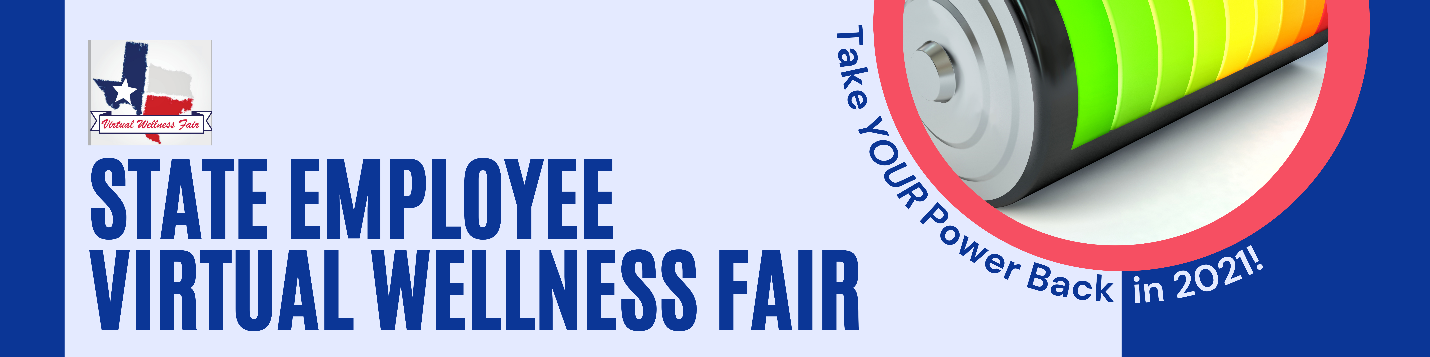 Virtual Wellness Fair
STATE EMPLOYEE
VIRTUAL WELLNESS FAIR
Take YOUR Power Back in 2021!